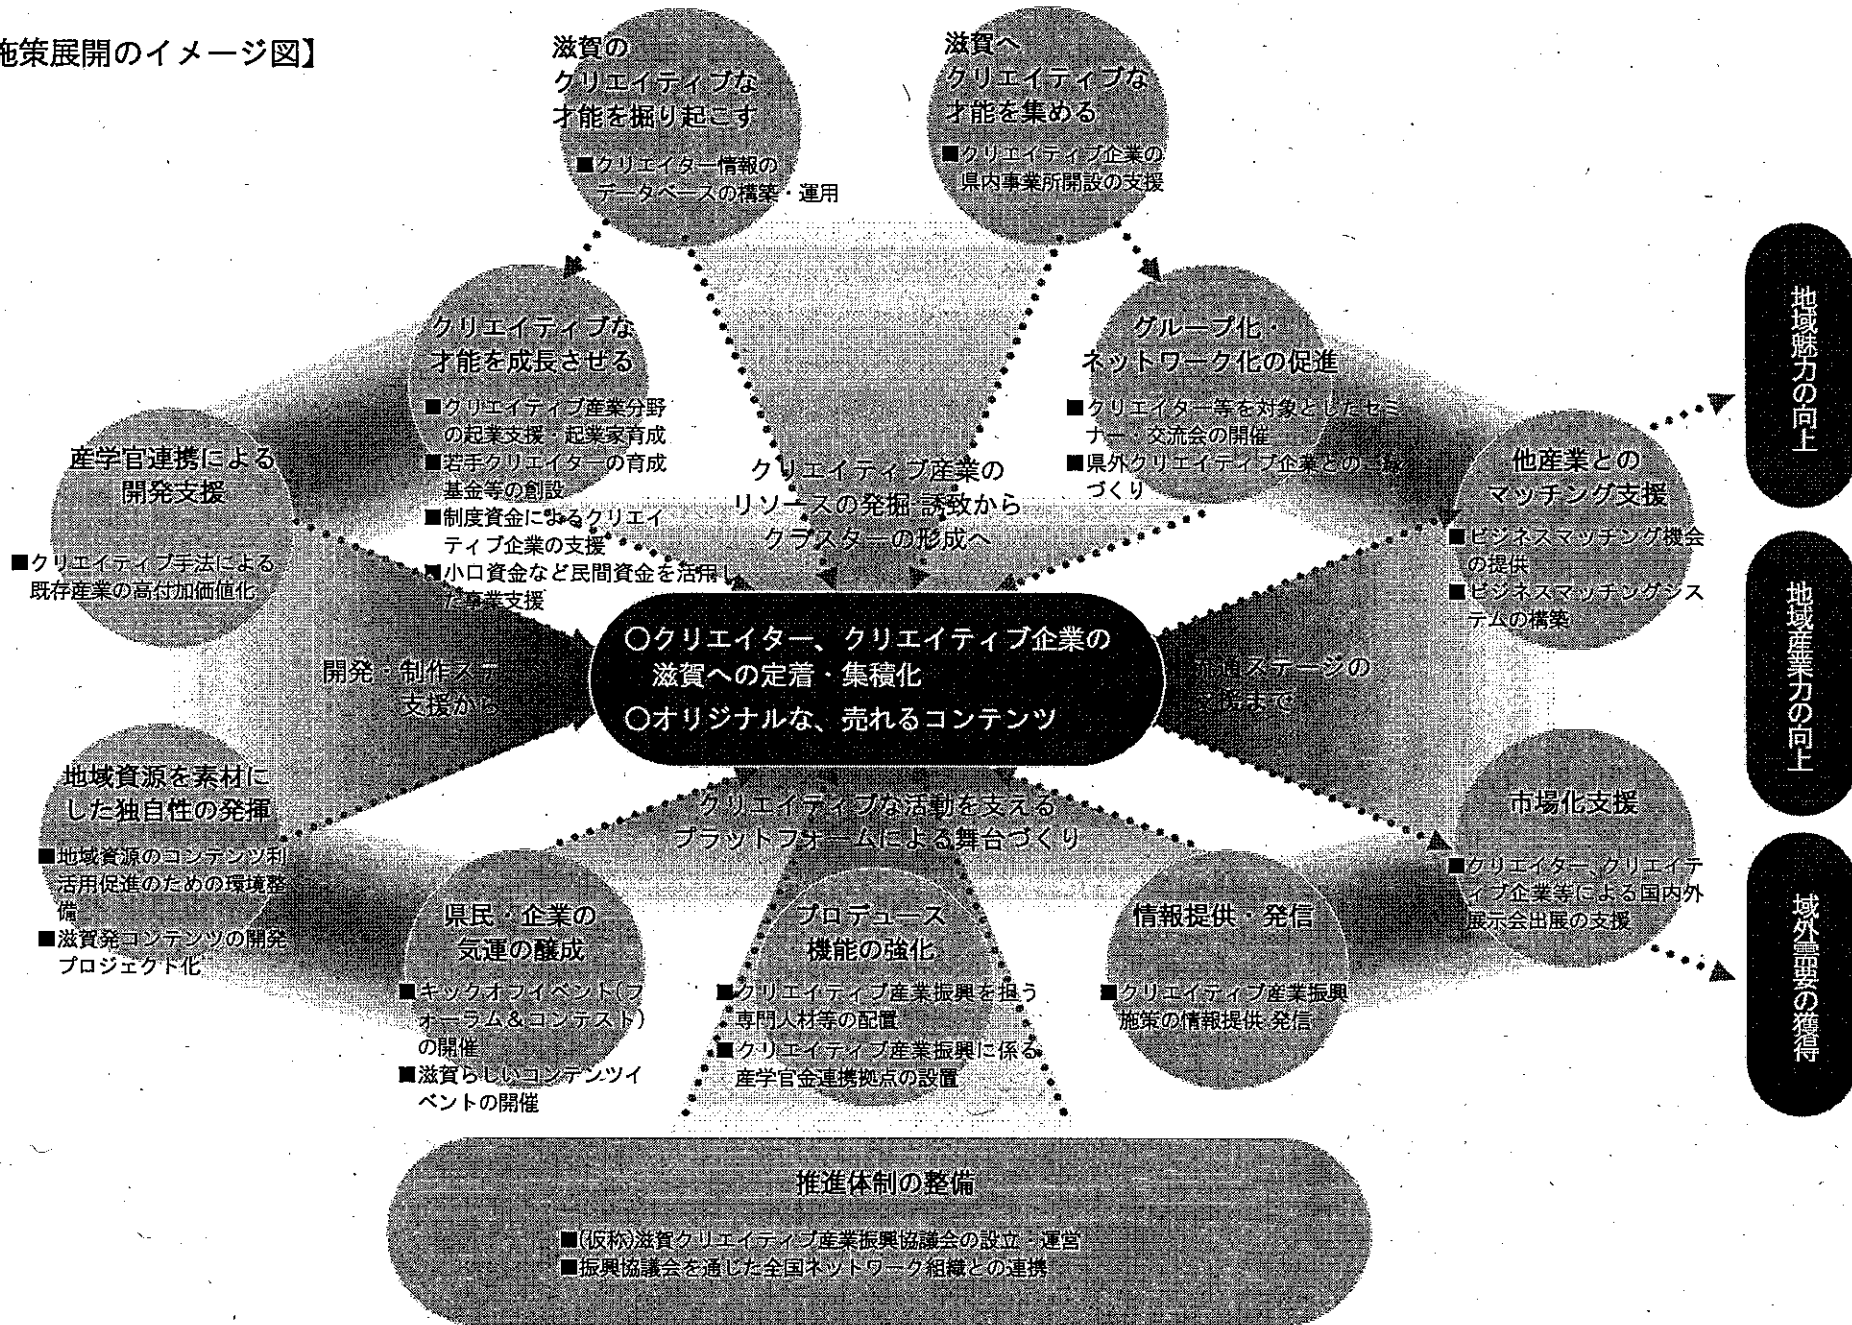 施策展開のイメージ図】
滋賀の
クリエイティブな
才能を掘り起こす
■クリエイター情報の
データベースの構築・運用
滋賀へ
クリエイティブな
才能を集める
■クリエイティブ企業の
県内事業所開設の支援
クリエイティブな
才能を成長させる
■クリエイティブ産業分野
の起業支援・起業家育成
■若手クリエイターの育成
基金等の創設
■制度資金によるクリエイ
ティブ企業の支援
■小口資金など民間資金を活用し
た事業支援
グループ化・
ネットワーク化の促進
■クリエイター等を対象としたセミ
ナー・交流会の開催
■県外クリエイティブ企業との
づくり
産学官連携による
開発支援
■クリエイティブ手法による
既存産業の高付加価値化
クリエイティブ産業の
リソースの発掘・誘致から
クラスターの形成へ
他産業との
マッチング支援
■ビジネスマッチング機会
の提供
■ビジネスマッチングシス
テムの構築
開発・制作ステ
支援から
○クリエイター、クリエイティブ企業の
滋賀への定着・集積化
○オリジナルな、売れるコンテンツ
ステージの
支援まで
地域資源を素材に
した独自性の発揮
■地域資源のコンテンツ利
活用促進のための環境整
備
■滋賀発コンテンツの開発
プロジェクト化
クリエイティブな活動を支える
プラットフォームによる舞台づくり
市場化支援
■クリエイター、クリエイテ
ィブ企業等による国内外
展示会出展の支援
県民・企業の
気運の醸成
■キックオフイベント(フ
ォーラム&コンテスト)
の開催
■滋賀らしいコンテンツイ
ベントの開催
プロデュース
機能の強化
■クリエイティブ産業振興を担う
専門人材等の配置
■クリエイティブ産業振興に係る
産学官金連携拠点の設置
情報提供・発信
■クリエイティブ産業振興
施策の情報提供・発信
推進体制の整備
■(仮称)滋賀クリエイティブ産業振興協議会の設立・運営
■振興協議会を通した全国ネットワーク組織との連携
地域魅力の向上
地域産業力の向上
域外需要の獲得